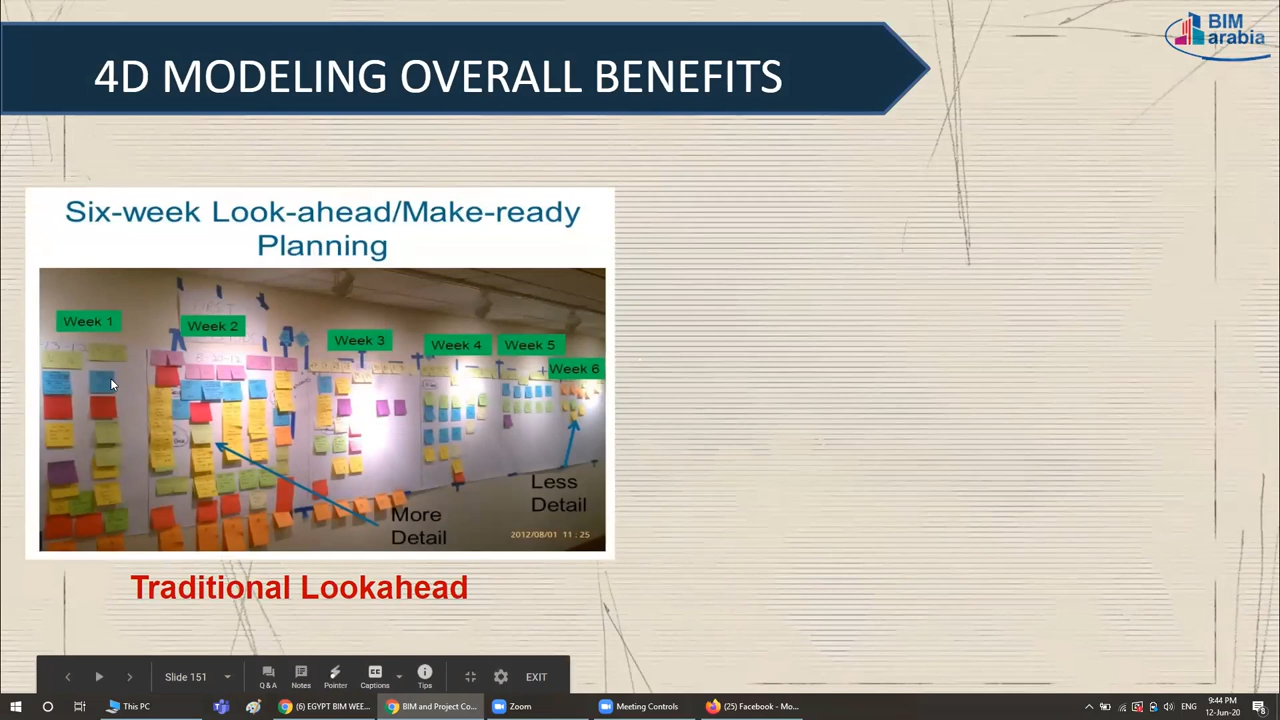 BIM
arabia
4D MODELING OVERALL BENEFITS
Six-week Look-ahead/Make-ready
Planning
Week 1
Week 2
Week 3
Week 4
Week 5
Week 6
More
Detail
Less
Detail
2012/08/01 11:25
Traditional Lookahead
Slide 151
Q & A
Notes
Pointer
Captions
Tips
EXIT
This PC
(6) EGYPT BIM WEE...
BIM and Project Co...
Zoom
Meeting Controls
(25) Facebook - Mo...
ENG
9:44 PM
12-Jun-20